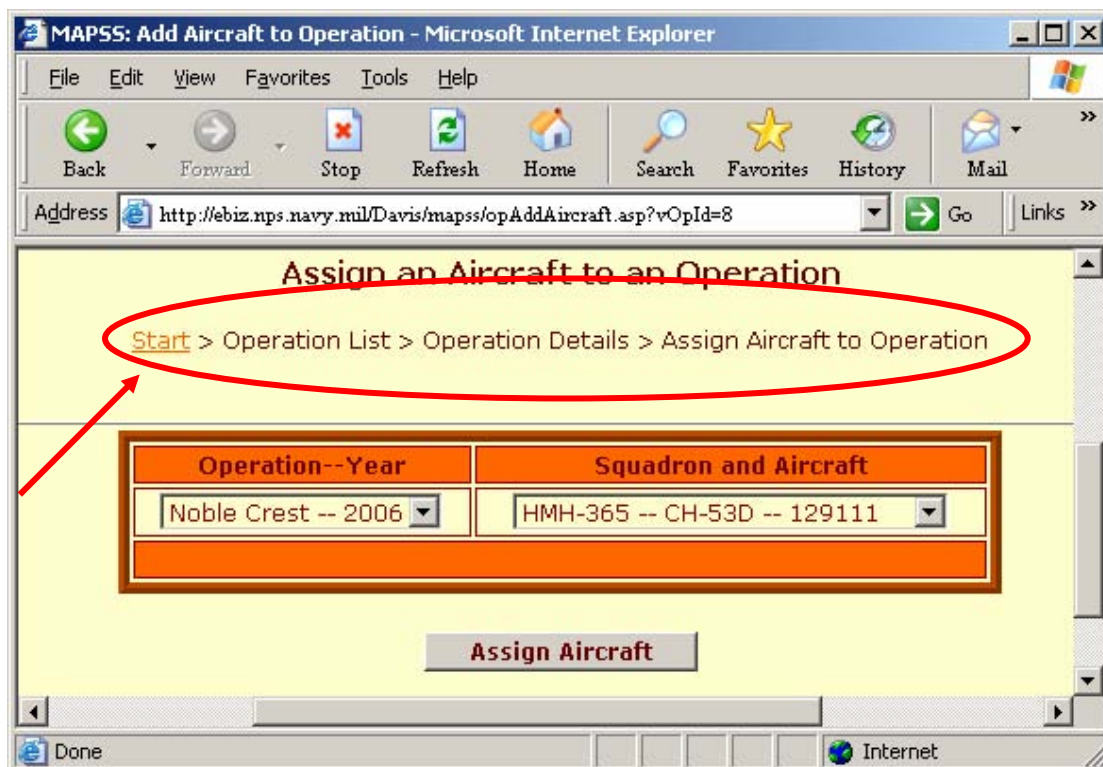 MAPSS: Add Aircraft to Operation - Microsoft Internet Explorer
File Edit View Favorites Tools Help
Back Forward Stop Refresh Home Search Favorites History Mail »
Address http://ebiz.nps.navy.mil/Davis/mapss/opAddAircraft.asp?vOpId=8 Go Links »
Assign an Aircraft to an Operation
Start > Operation List > Operation Details > Assign Aircraft to Operation
Operation--Year Squadron and Aircraft
Noble Crest -- 2006 HMH-365 -- CH-53D -- 129111
Assign Aircraft
Done Internet